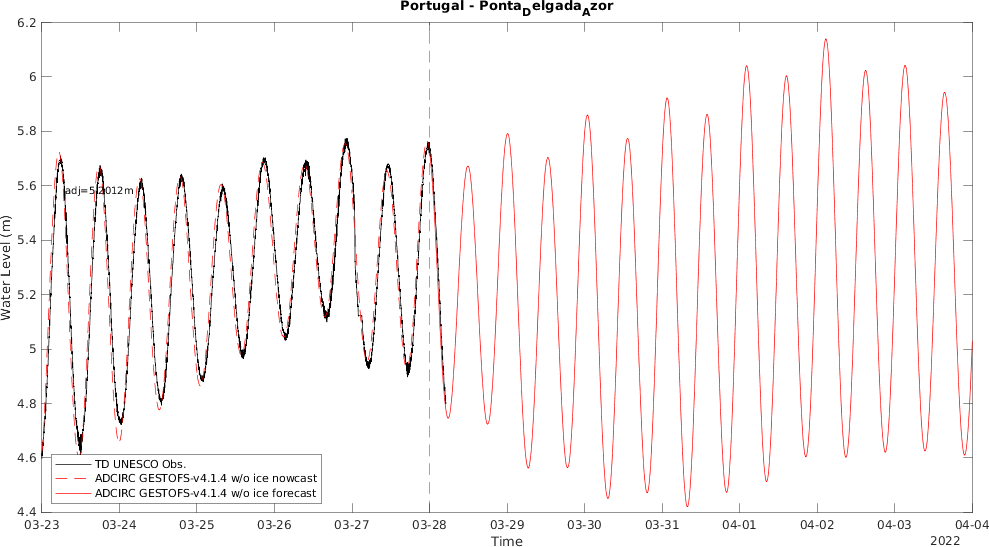 Portugal - PontaDelgadaAzor
6.2
6
5.8
5.6
5.4
5.2
5
4.8
4.6
4.4
Water Level (m)
adj=5.2012m
TD UNESCO Obs.
ADCIRC GESTOFS-v4.1.4 w/o ice nowcast
ADCIRC GESTOFS-v4.1.4 w/o ice forecast
03-23 03-24 03-25 03-26 03-27 03-28 03-29 03-30 03-31 04-01 04-02 04-03 04-04
Time
2022